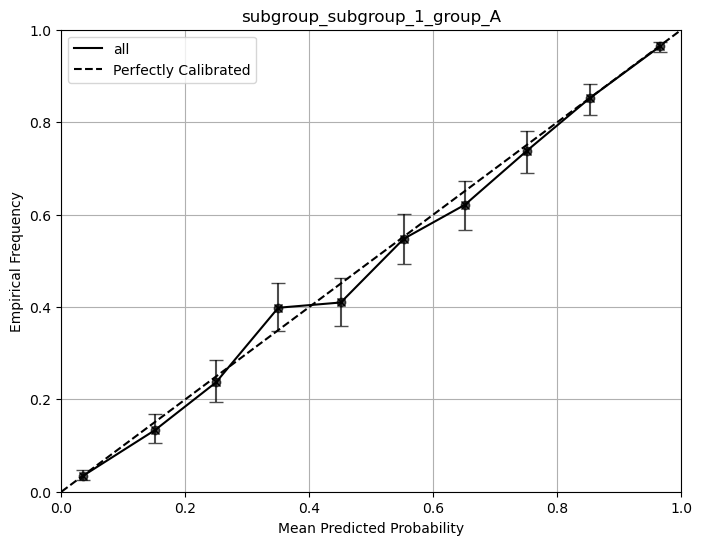 subgroup_subgroup_1_group_A
all
Perfectly Calibrated
Empirical Frequency
1.0
0.8
0.6
0.4
0.2
0.0
0.0 0.2 0.4 0.6 0.8 1.0
Mean Predicted Probability